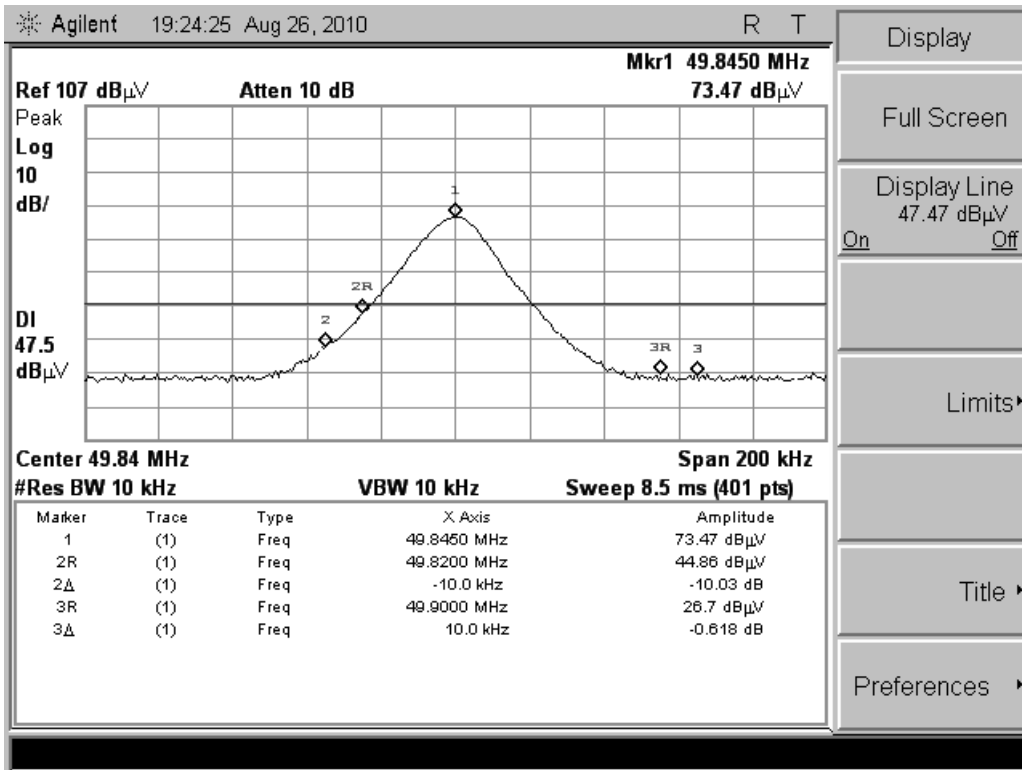 Agilent 19:24:25 Aug 26, 2010 R T
Mkr1 49.8450 MHz
Ref 107 dBμV Atten 10 dB 73.47 dBμV
Peak
Log
10
dB/
1
2R
2
DI
47.5
dBμV
3R 3
Center 49.84 MHz Span 200 kHz
#Res BW 10 kHz VBW 10 kHz Sweep 8.5 ms (401 pts)
Marker Trace Type X Axis Amplitude
1 (1) Freq 49.8450 MHz 73.47 dBμV
2R (1) Freq 49.8200 MHz 44.86 dBμV
2Δ (1) Freq -10.0 kHz -10.03 dB
3R (1) Freq 49.9000 MHz 26.7 dBμV
3Δ (1) Freq 10.0 kHz -0.618 dB
Display
Full Screen
Display Line
47.47 dBμV
On Off
Limits
Title
Preferences